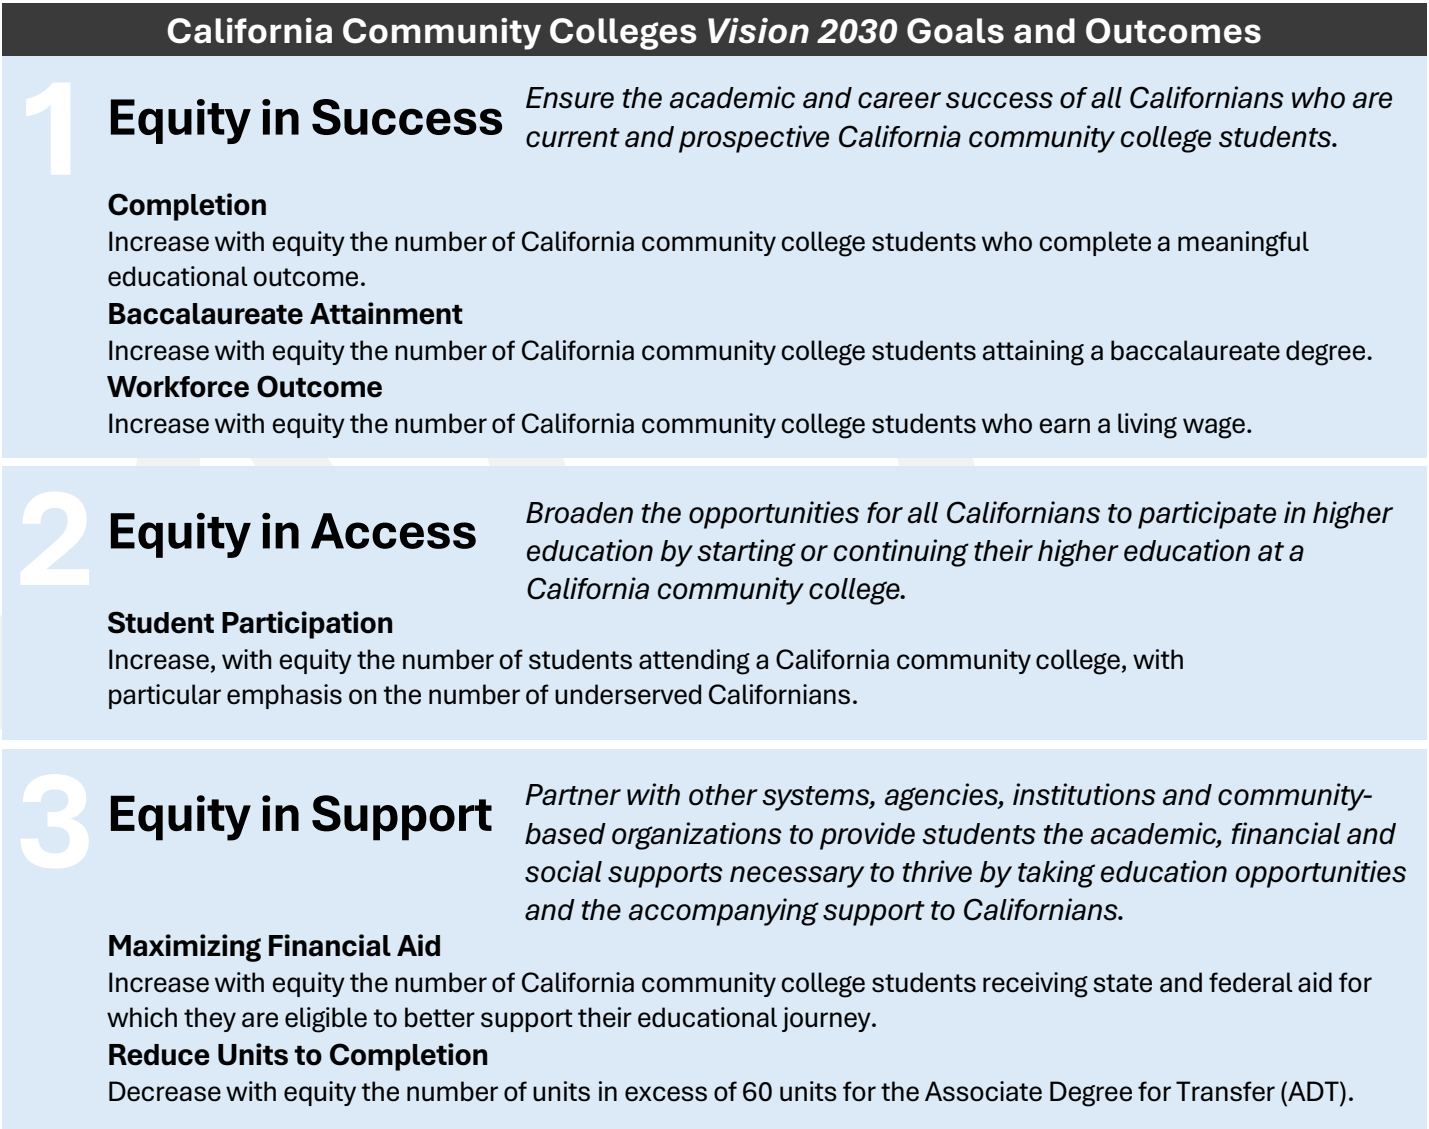 California Community Colleges Vision 2030 Goals and Outcomes
1
Equity in Success
Ensure the academic and career success of all Californians who are
current and prospective California community college students.
Completion
Increase with equity the number of California community college students who complete a meaningful
educational outcome.
Baccalaureate Attainment
Increase with equity the number of California community college students attaining a baccalaureate degree.
Workforce Outcome
Increase with equity the number of California community college students who earn a living wage.
2
Equity in Access
Broaden the opportunities for all Californians to participate in higher
education by starting or continuing their higher education at a
California community college.
Student Participation
Increase, with equity the number of students attending a California community college, with
particular emphasis on the number of underserved Californians.
3
Equity in Support
Partner with other systems, agencies, institutions and community-
based organizations to provide students the academic, financial and
social supports necessary to thrive by taking education opportunities
and the accompanying support to Californians.
Maximizing Financial Aid
Increase with equity the number of California community college students receiving state and federal aid for
which they are eligible to better support their educational journey.
Reduce Units to Completion
Decrease with equity the number of units in excess of 60 units for the Associate Degree for Transfer (ADT).